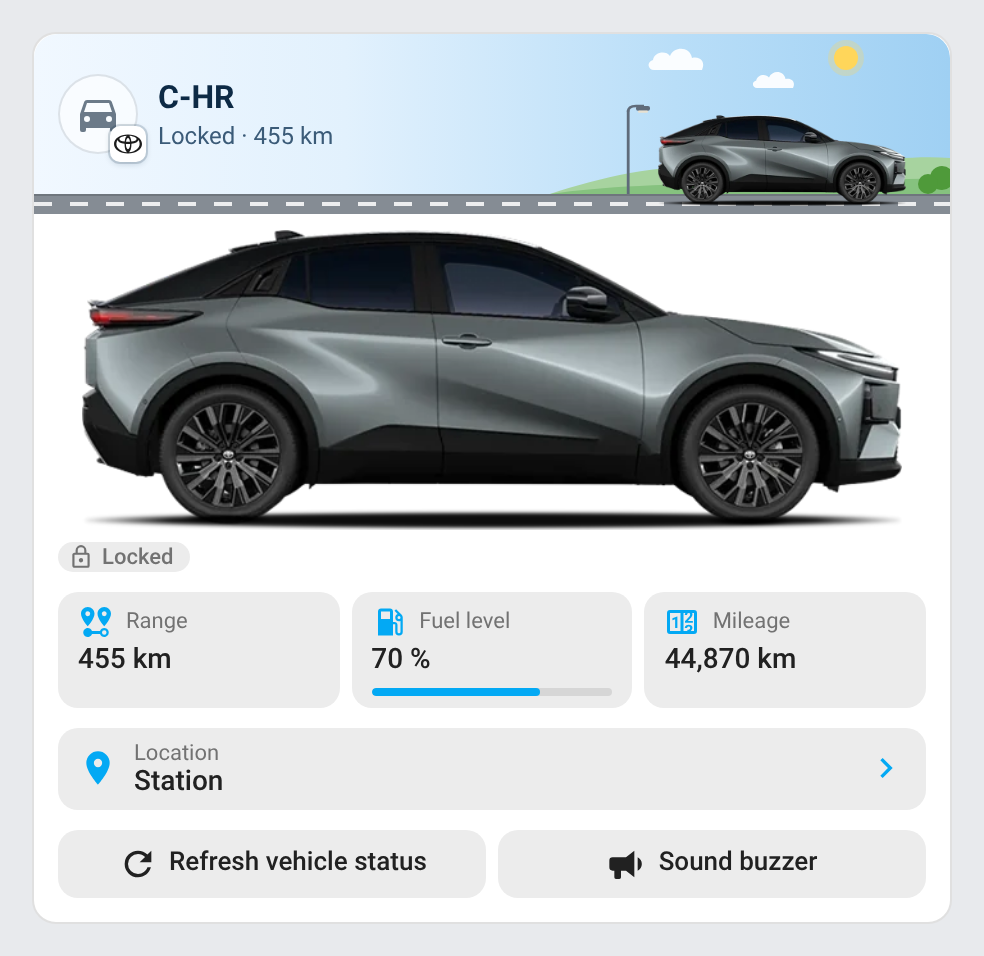 C-HR
Locked · 455 km
Locked
Range
455 km
Fuel level
70 %
Mileage
44,870 km
Location
Station
Refresh vehicle status
Sound buzzer